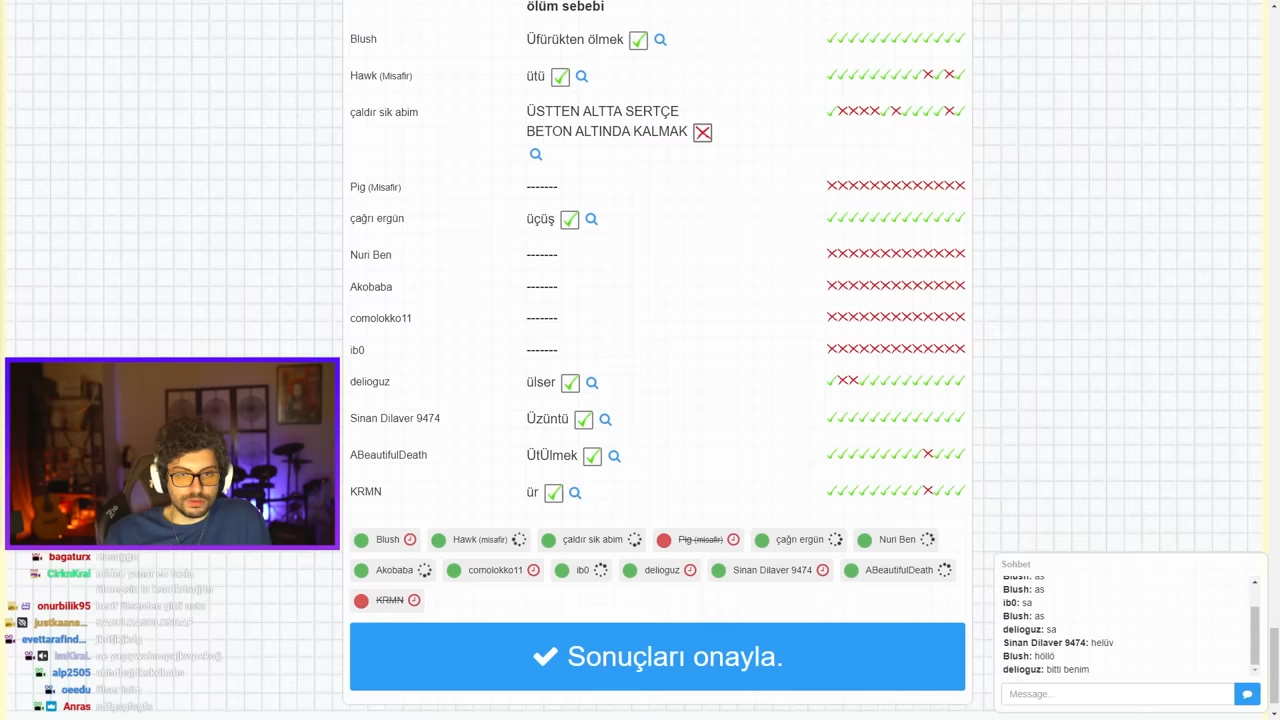 ölüm sebebi
Blush
Üfürükten ölmek
Hawk (Misafir)
ütü
çaldır sik abim
ÜSTTEN ALTTA SERTÇE
BETON ALTINDA KALMAK
Pig (Misafir)
-------
çağrı ergün
üçüş
Nuri Ben
-------
Akobaba
-------
comolokko11
-------
ib0
-------
delioguz
ülser
Sinan Dilaver 9474
Üzüntü
ABeautifulDeath
ÜtÜlmek
KRMN
ür
Blush
Hawk (misafir)
çaldır sik abim
Pig (misafir)
çağrı ergün
Nuri Ben
Akobaba
comolokko11
ib0
delioguz
Sinan Dilaver 9474
ABeautifulDeath
KRMN
Sonuçları onayla.
bagaturx
CirknKral
onurbilik95
justkaans...
evettarafind...
imKiral.
alp2505
oeedu
Anras
Sohbet
Blush: as
Blush: as
ib0: sa
Blush: as
delioguz: sa
Sinan Dilaver 9474: helüv
Blush: höllö
delioguz: bitti benim
Message...